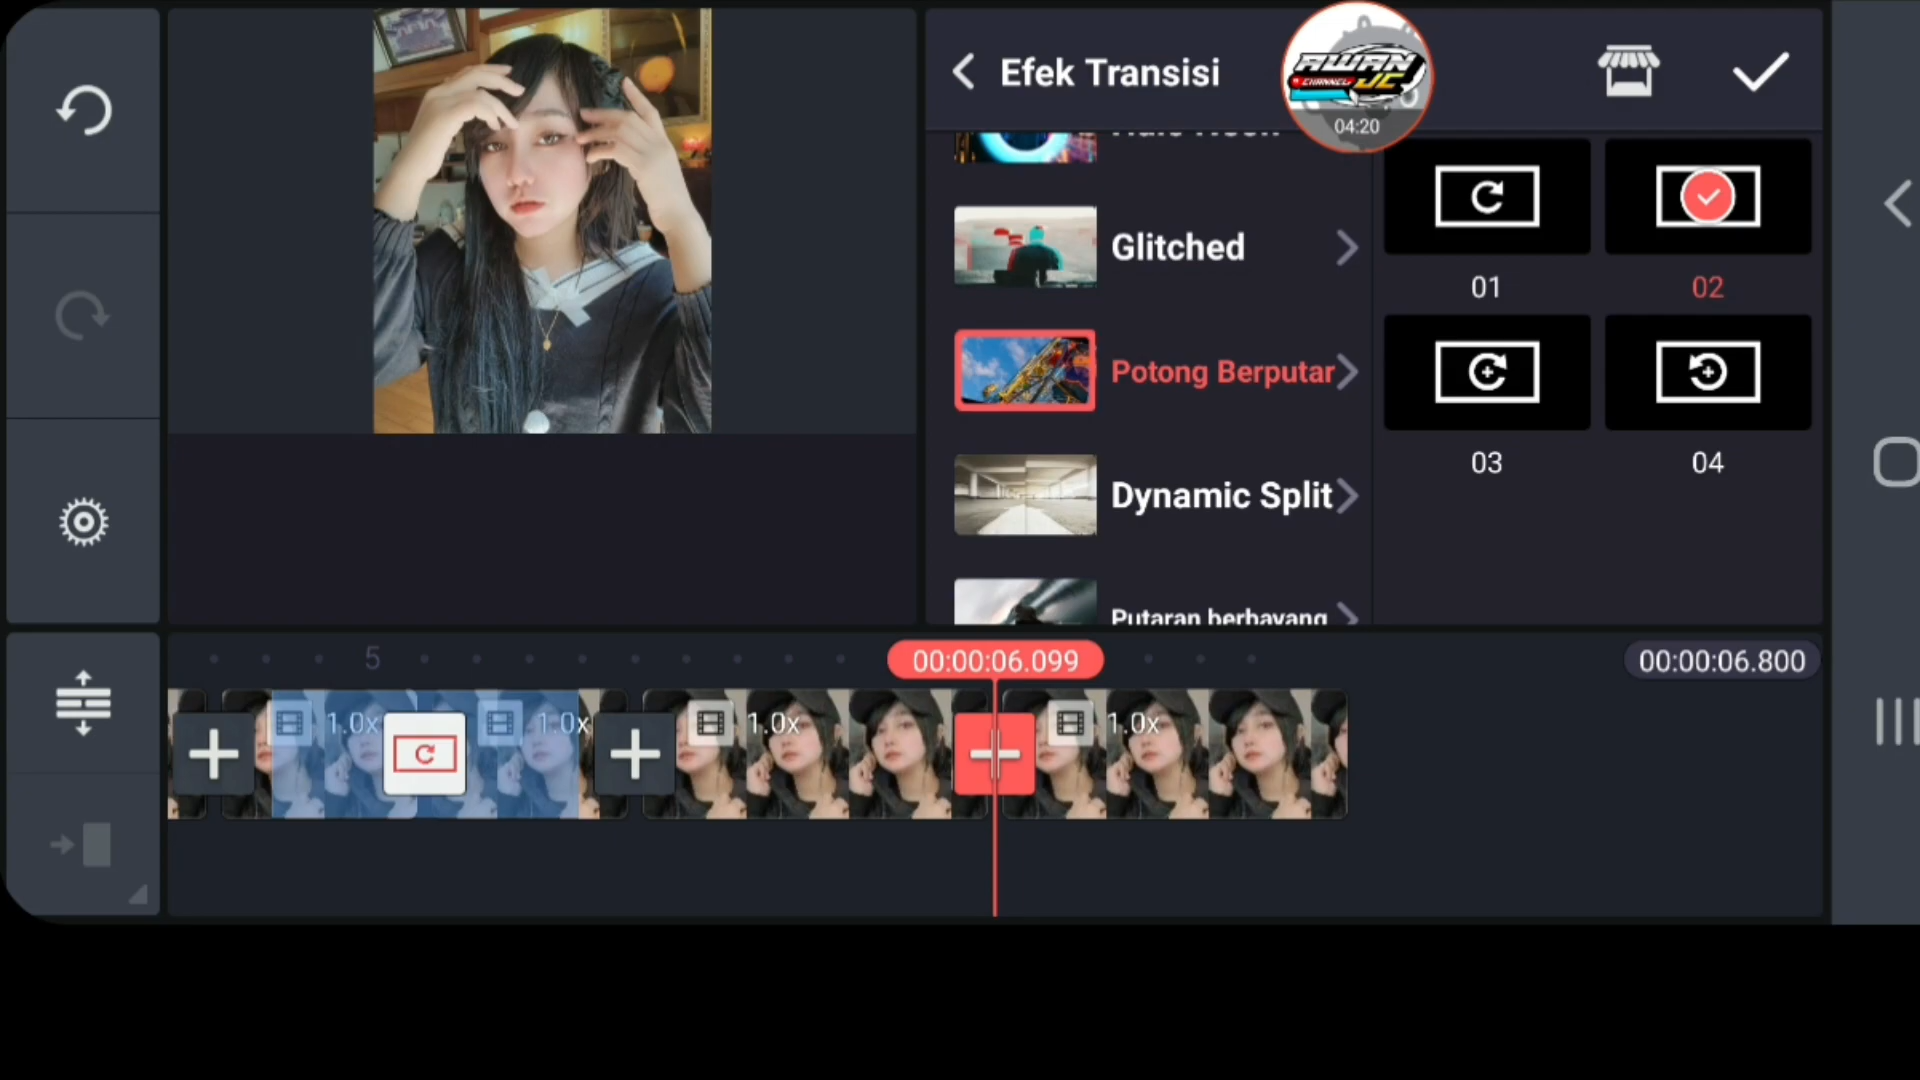 Efek Transisi
AWAN
CHANNEL
JC
04:20
Glitched
Potong Berputar
Dynamic Split
Putaran berbayang
01
02
03
04
5
00:00:06.099
00:00:06.800
1.0x
1.0x
1.0x
1.0x